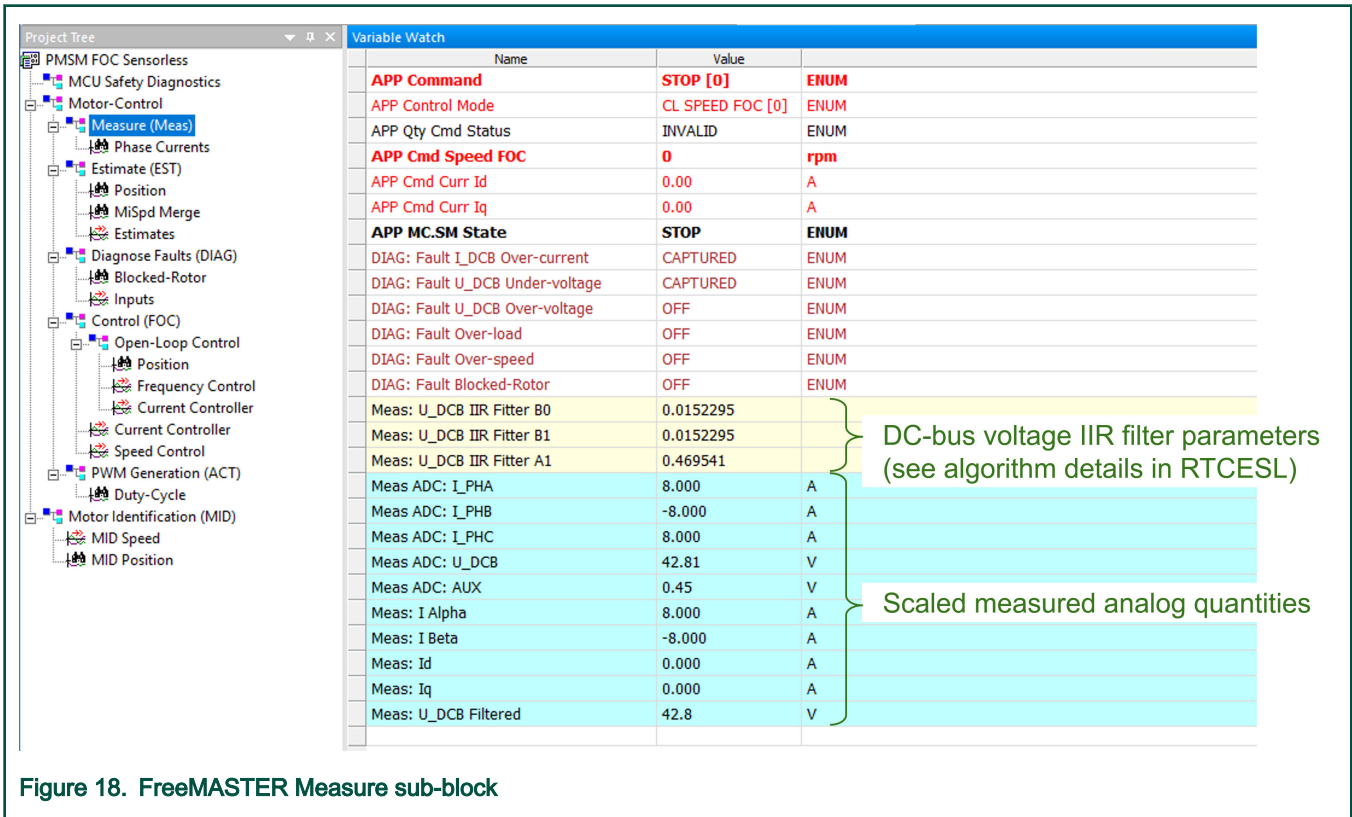 Project Tree
PMSM FOC Sensorless
MCU Safety Diagnostics
Motor-Control
Measure (Meas)
Phase Currents
Estimate (EST)
Position
MiSpd Merge
Estimates
Diagnose Faults (DIAG)
Blocked-Rotor
Inputs
Control (FOC)
Open-Loop Control
Position
Frequency Control
Current Controller
Current Controller
Speed Control
PWM Generation (ACT)
Duty-Cycle
Motor Identification (MID)
MID Speed
MID Position
Variable Watch
Name Value
APP Command STOP [0] ENUM
APP Control Mode CL SPEED FOC [0] ENUM
APP Qty Cmd Status INVALID ENUM
APP Cmd Speed FOC 0 rpm
APP Cmd Curr Id 0.00 A
APP Cmd Curr Iq 0.00 A
APP MC.SM State STOP ENUM
DIAG: Fault I_DCB Over-current CAPTURED ENUM
DIAG: Fault U_DCB Under-voltage CAPTURED ENUM
DIAG: Fault U_DCB Over-voltage OFF ENUM
DIAG: Fault Over-load OFF ENUM
DIAG: Fault Over-speed OFF ENUM
DIAG: Fault Blocked-Rotor OFF ENUM
Meas: U_DCB IIR Fitter B0 0.0152295
Meas: U_DCB IIR Fitter B1 0.0152295
Meas: U_DCB IIR Fitter A1 0.469541
Meas ADC: I_PHA 8.000 A
Meas ADC: I_PHB -8.000 A
Meas ADC: I_PHC 8.000 A
Meas ADC: U_DCB 42.81 V
Meas ADC: AUX 0.45 V
Meas: I Alpha 8.000 A
Meas: I Beta -8.000 A
Meas: Id 0.000 A
Meas: Iq 0.000 A
Meas: U_DCB Filtered 42.8 V
DC-bus voltage IIR filter parameters
(see algorithm details in RTCESL)
Scaled measured analog quantities
Figure 18. FreeMASTER Measure sub-block